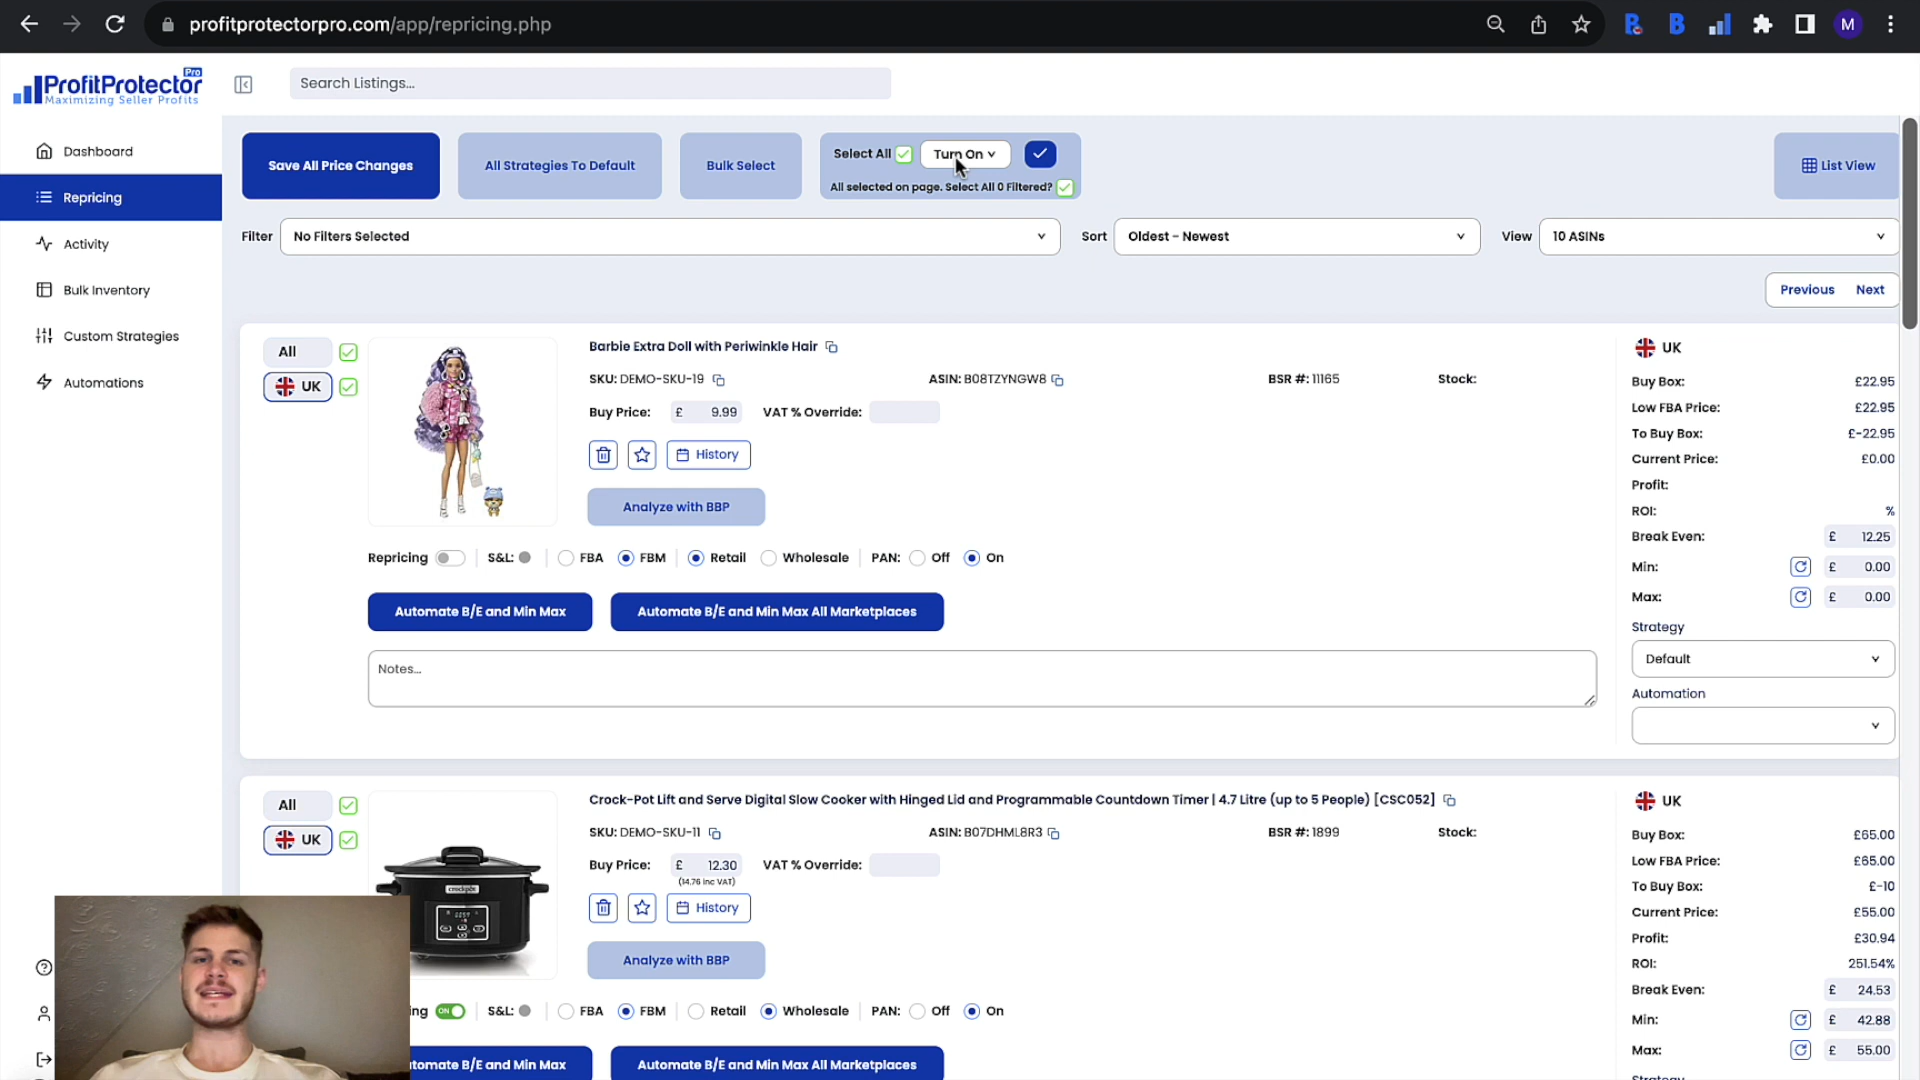 profitprotectorpro.com/app/repricing.php
M
ProfitProtector Pro
Maximizing Seller Profits
Search Listings...
Dashboard
Repricing
Activity
Bulk Inventory
Custom Strategies
Automations
Save All Price Changes
All Strategies To Default
Bulk Select
Select All
Turn On
All selected on page. Select All 0 Filtered?
List View
Filter
No Filters Selected
Sort
Oldest - Newest
View
10 ASINs
Previous
Next
All
UK
Barbie Extra Doll with Periwinkle Hair
SKU: DEMO-SKU-19
ASIN: B08TZYNGW8
BSR #: 11165
Stock:
Buy Price: £ 9.99
VAT % Override:
History
Analyze with BBP
Repricing
S&L:
FBA
FBM
Retail
Wholesale
PAN:
Off
On
Automate B/E and Min Max
Automate B/E and Min Max All Marketplaces
Notes...
UK
Buy Box: £22.95
Low FBA Price: £22.95
To Buy Box: £-22.95
Current Price: £0.00
Profit:
ROI: %
Break Even: £ 12.25
Min: £ 0.00
Max: £ 0.00
Strategy
Default
Automation
All
UK
Crock-Pot Lift and Serve Digital Slow Cooker with Hinged Lid and Programmable Countdown Timer | 4.7 Litre (up to 5 People) [CSC052]
SKU: DEMO-SKU-11
ASIN: B07DHML8R3
BSR #: 1899
Stock:
Buy Price: £ 12.30
(14.76 inc VAT)
VAT % Override:
History
Analyze with BBP
crockpot
ing
ON
S&L:
FBA
FBM
Retail
Wholesale
PAN:
Off
On
tomate B/E and Min Max
Automate B/E and Min Max All Marketplaces
UK
Buy Box: £65.00
Low FBA Price: £65.00
To Buy Box: £-10
Current Price: £55.00
Profit: £30.94
ROI: 251.54%
Break Even: £ 24.53
Min: £ 42.88
Max: £ 55.00